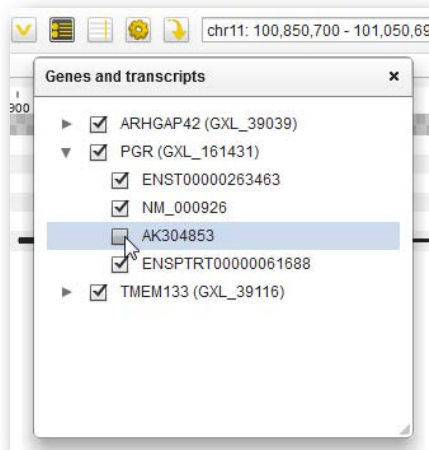 chr11: 100,850,700 - 101,050,69
Genes and transcripts
900
ARHGAP42 (GXL_39039)
PGR (GXL_161431)
ENST00000263463
NM_000926
AK304853
ENSPTRT00000061688
TMEM133 (GXL_39116)